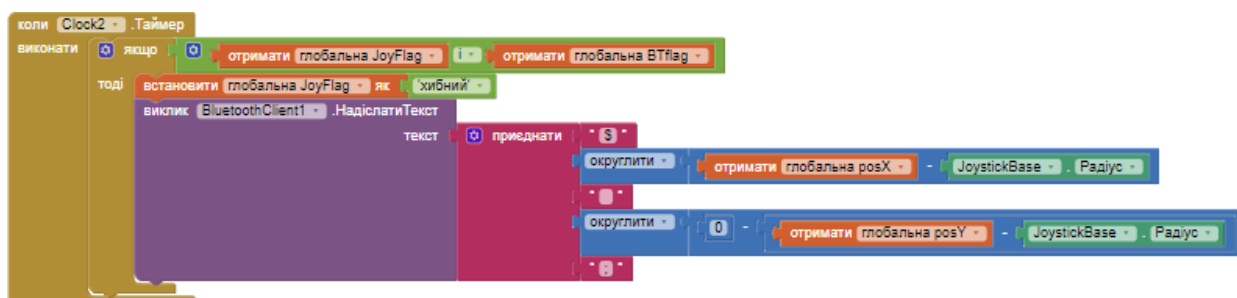 коли Clock2 .Таймер
виконати якщо отримати глобальна JoyFlag і отримати глобальна BTflag
тоді встановити глобальна JoyFlag як хибний
виклик BluetoothClient1 .НадіслатиТекст
текст приєднати "$"
округлити отримати глобальна posX - JoystickBase . Радіус
" "
округлити 0 - отримати глобальна posY - JoystickBase . Радіус
";"